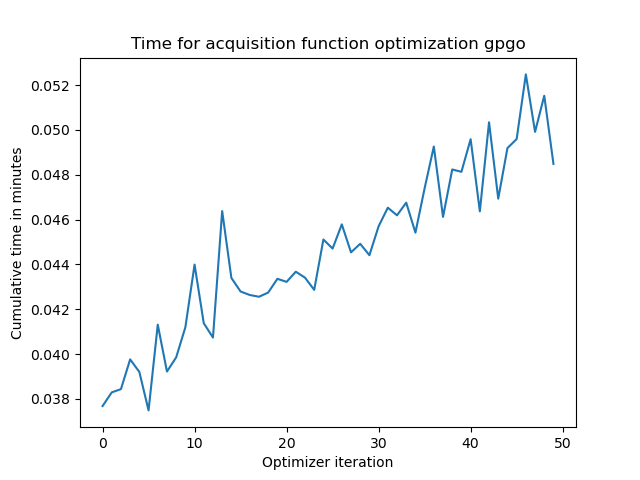 Time for acquisition function optimization gpgo
0.052
0.050
0.048
0.046
0.044
0.042
0.040
0.038
Cumulative time in minutes
0 10 20 30 40 50
Optimizer iteration